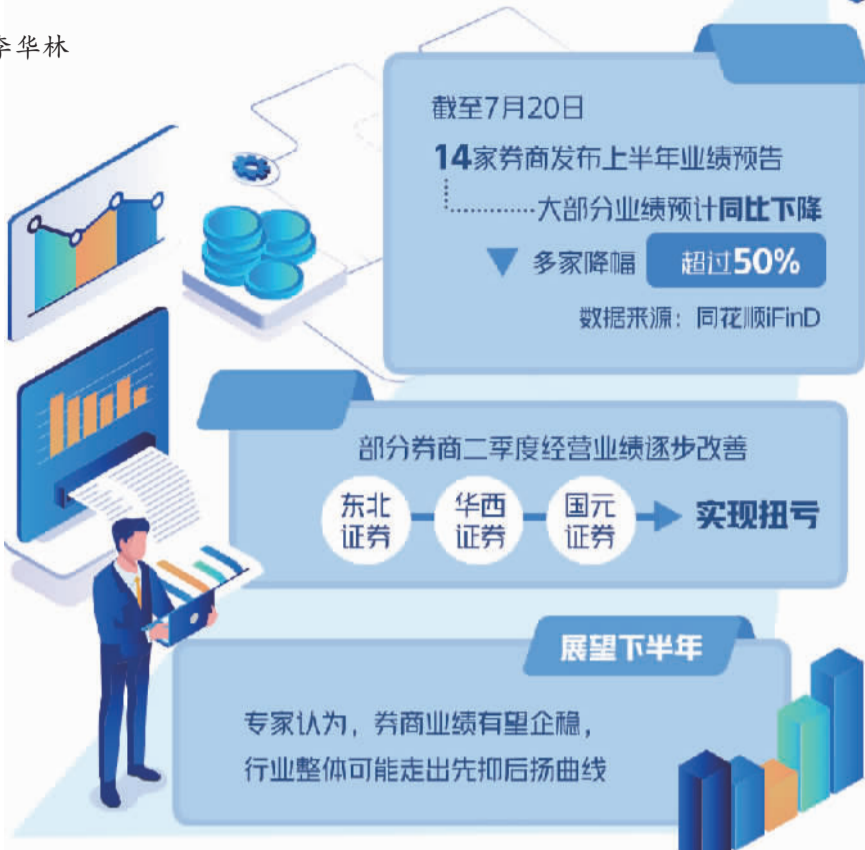 李华林
截至7月20日
14家券商发布上半年业绩预告
大部分业绩预计同比下降
多家降幅 超过50%
数据来源：同花顺iFinD
部分券商二季度经营业绩逐步改善
东北证券 华西证券 国元证券 实现扭亏
展望下半年
专家认为，券商业绩有望企稳，
行业整体可能走出先抑后扬曲线